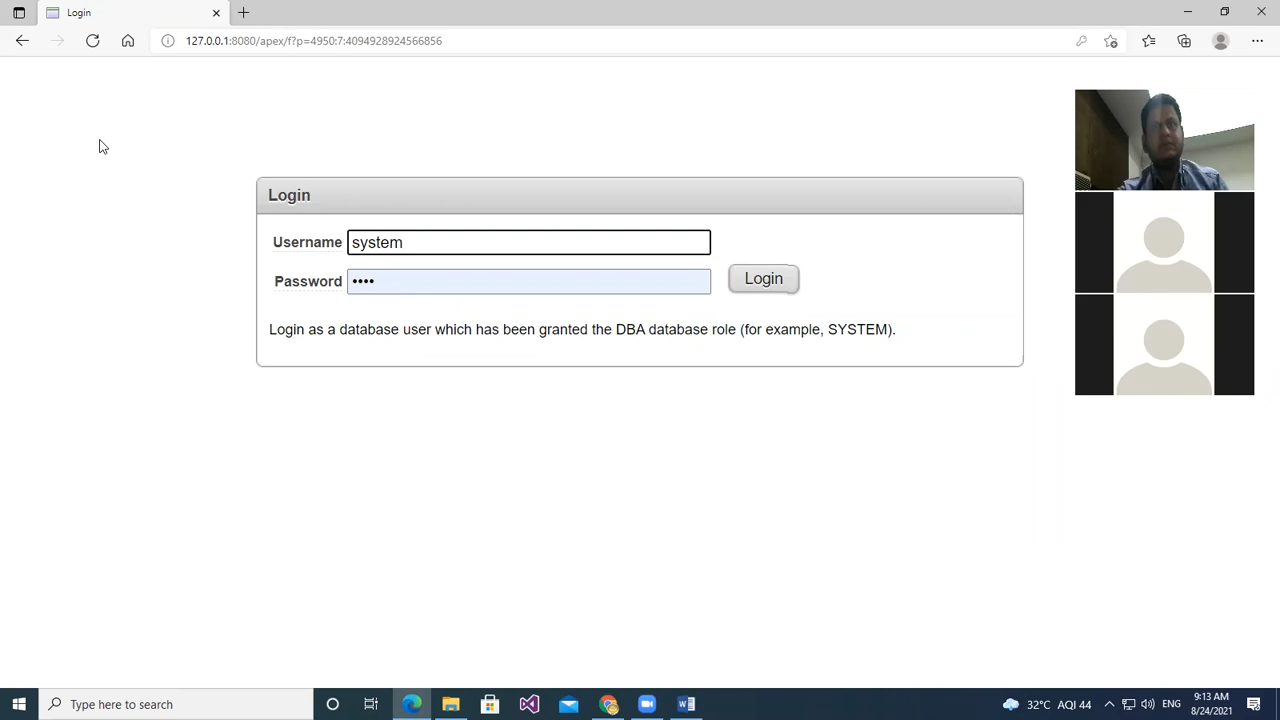 Login
127.0.0.1:8080/apex/f?p=4950:7:4094928924566856
Login
Username system
Password ••••
Login
Login as a database user which has been granted the DBA database role (for example, SYSTEM).
Type here to search
32°C AQI 44
ENG
9:13 AM
8/24/2021